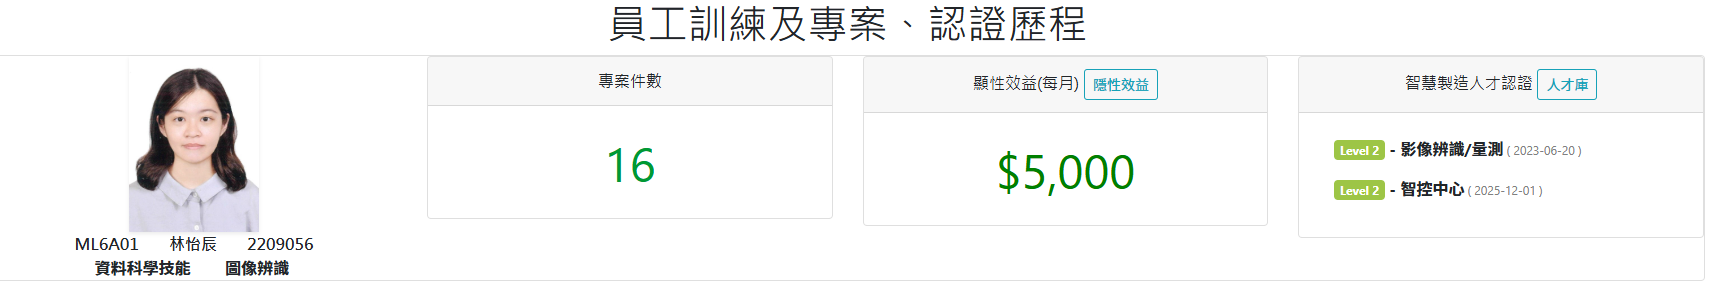 員工訓練及專案、認證歷程
ML6A01 林怡辰 2209056
資料科學技能 圖像辨識
專案件數
16
顯性效益(每月) 隱性效益
$5,000
智慧製造人才認證 人才庫
Level 2 - 影像辨識/量測 ( 2023-06-20 )
Level 2 - 智控中心 ( 2025-12-01 )